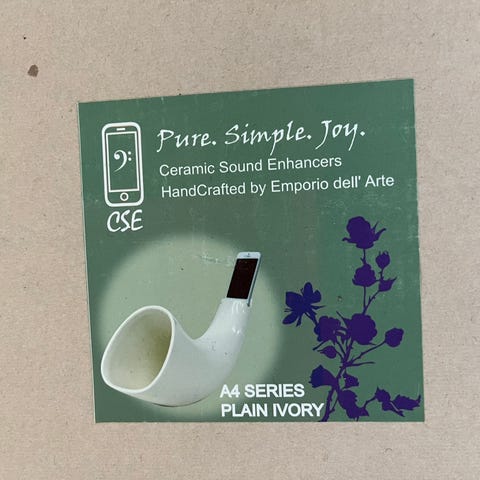 Pure. Simple. Joy.
Ceramic Sound Enhancers
HandCrafted by Emporio dell' Arte
CSE
A4 SERIES
PLAIN IVORY